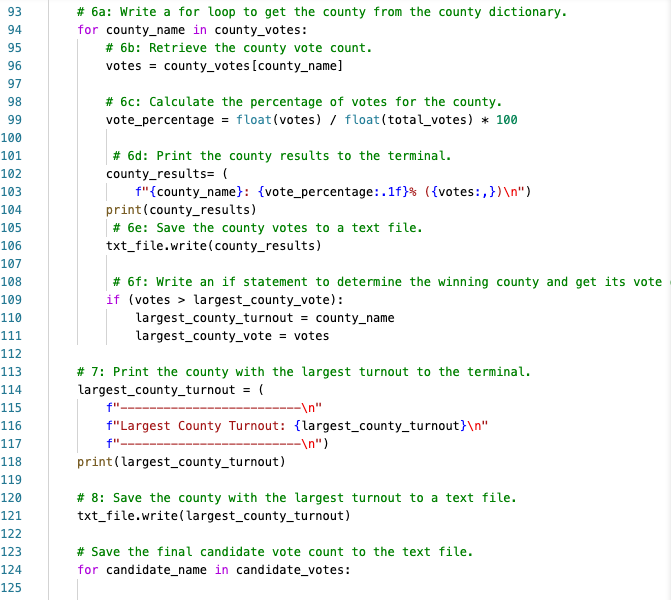 93 # 6a: Write a for loop to get the county from the county dictionary.
94 for county_name in county_votes:
95 # 6b: Retrieve the county vote count.
96 votes = county_votes[county_name]
97
98 # 6c: Calculate the percentage of votes for the county.
99 vote_percentage = float(votes) / float(total_votes) * 100
100
101 # 6d: Print the county results to the terminal.
102 county_results= (
103 f"{county_name}: {vote_percentage:.1f}% ({votes:,})\n")
104 print(county_results)
105 # 6e: Save the county votes to a text file.
106 txt_file.write(county_results)
107
108 # 6f: Write an if statement to determine the winning county and get its vote
109 if (votes > largest_county_vote):
110 largest_county_turnout = county_name
111 largest_county_vote = votes
112
113 # 7: Print the county with the largest turnout to the terminal.
114 largest_county_turnout = (
115 f"-------------------------\n"
116 f"Largest County Turnout: {largest_county_turnout}\n"
117 f"-------------------------\n")
118 print(largest_county_turnout)
119
120 # 8: Save the county with the largest turnout to a text file.
121 txt_file.write(largest_county_turnout)
122
123 # Save the final candidate vote count to the text file.
124 for candidate_name in candidate_votes:
125